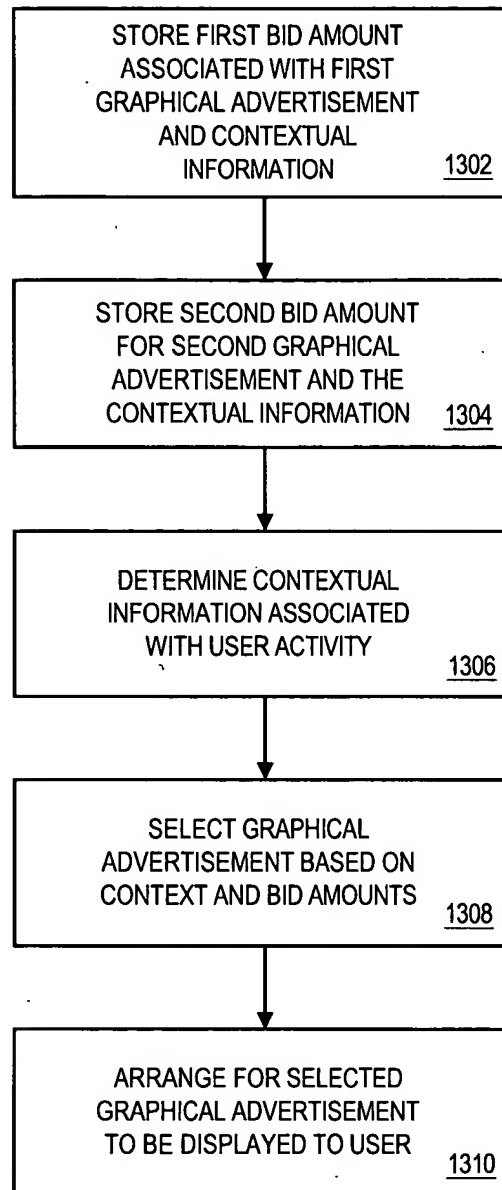 STORE FIRST BID AMOUNT
ASSOCIATED WITH FIRST
GRAPHICAL ADVERTISEMENT
AND CONTEXTUAL
INFORMATION 1302
STORE SECOND BID AMOUNT
FOR SECOND GRAPHICAL
ADVERTISEMENT AND THE
CONTEXTUAL INFORMATION 1304
DETERMINE CONTEXTUAL
INFORMATION ASSOCIATED
WITH USER ACTIVITY
1306
SELECT GRAPHICAL
ADVERTISEMENT BASED ON
CONTEXT AND BID AMOUNTS
1308
ARRANGE FOR SELECTED
GRAPHICAL ADVERTISEMENT
TO BE DISPLAYED TO USER
1310